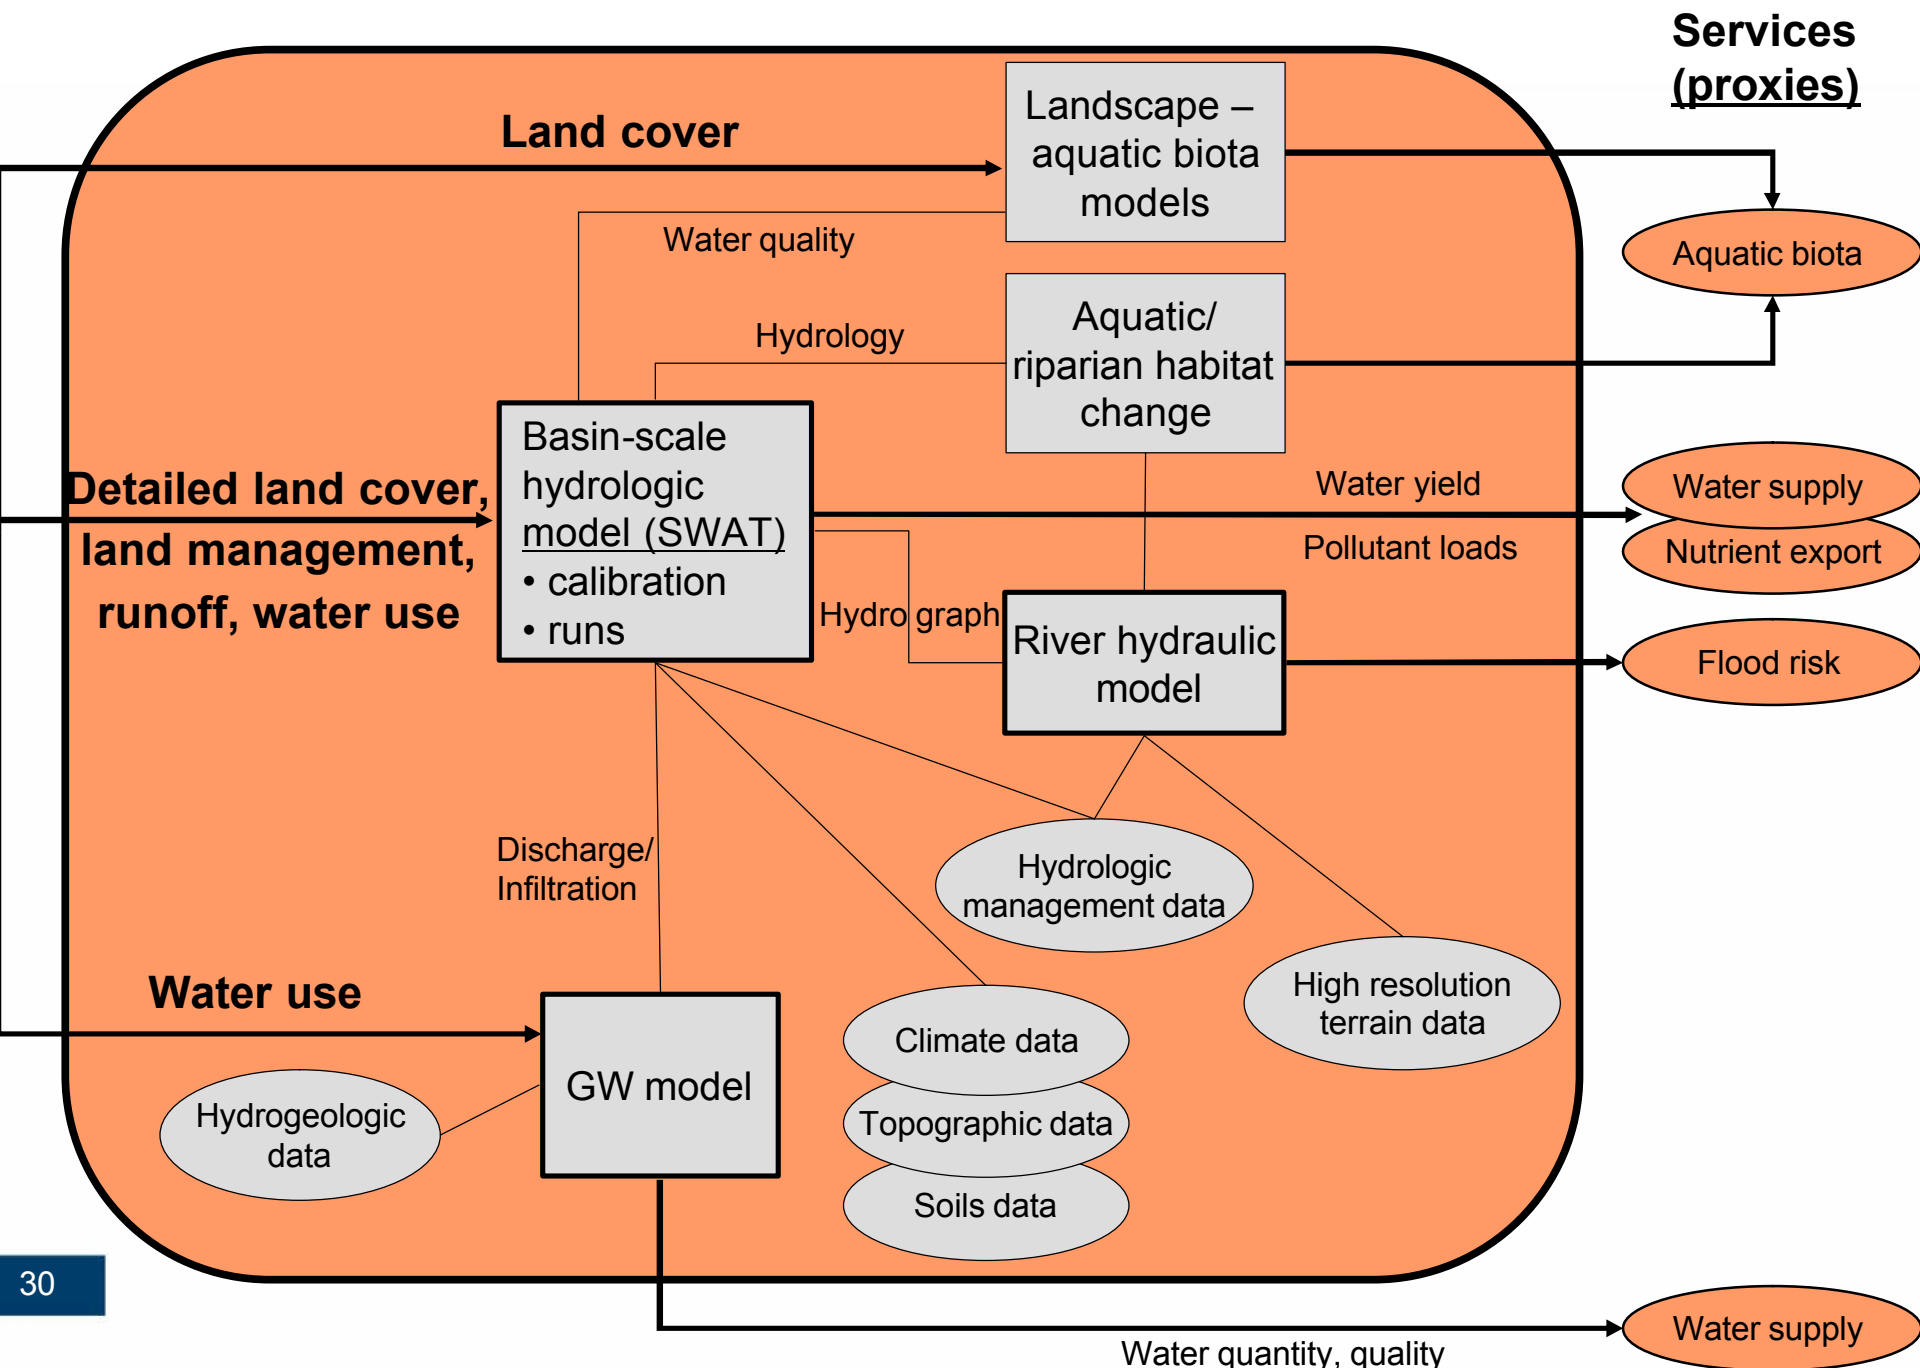 Services
(proxies)
Land cover
Landscape –
aquatic biota
models
Water quality
Aquatic biota
Hydrology
Aquatic/
riparian habitat
change
Basin-scale
hydrologic
model (SWAT)
• calibration
• runs
Detailed land cover,
land management,
runoff, water use
Water yield
Pollutant loads
Water supply
Nutrient export
Hydro graph
River hydraulic
model
Flood risk
Discharge/
Infiltration
Hydrologic
management data
High resolution
terrain data
Water use
GW model
Climate data
Topographic data
Soils data
Hydrogeologic
data
30
Water supply
Water quantity, quality